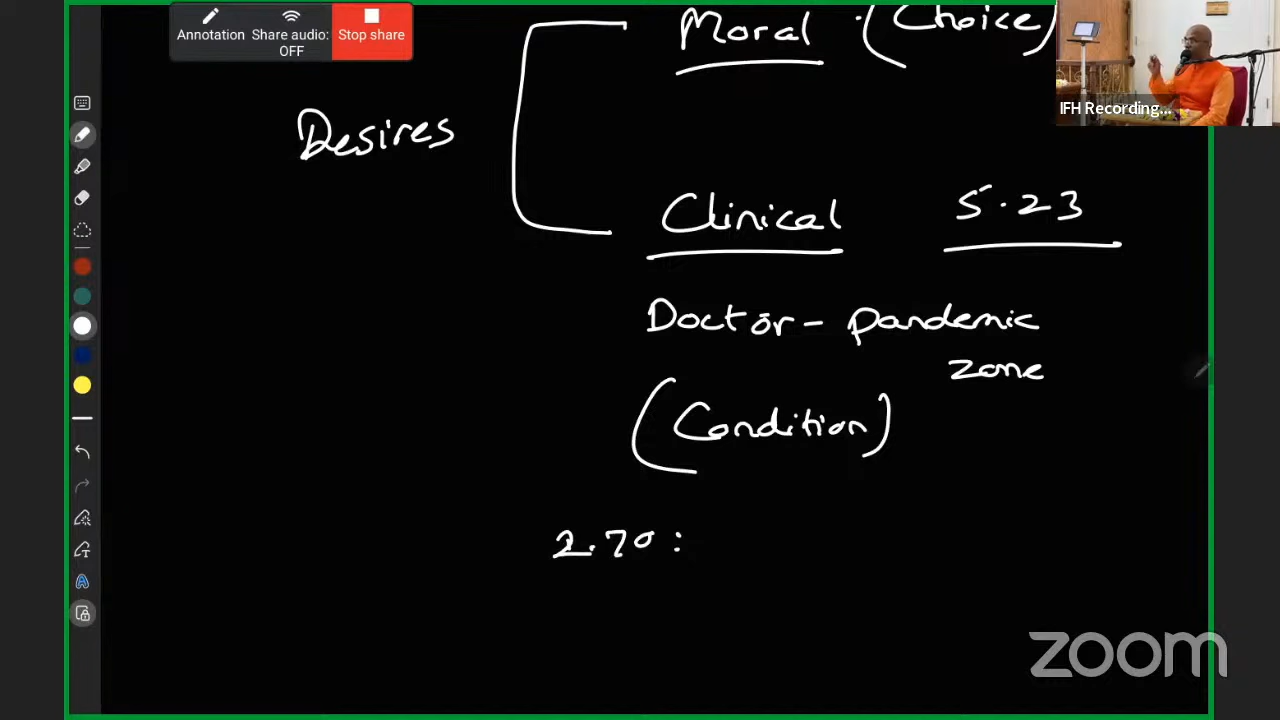 Annotation
Share audio:
OFF
Stop share
Moral . (Choice)
IFH Recording...
Desires
Clinical 5.23
Doctor - pandemic
zone
(Condition)
2.70 :
zoom